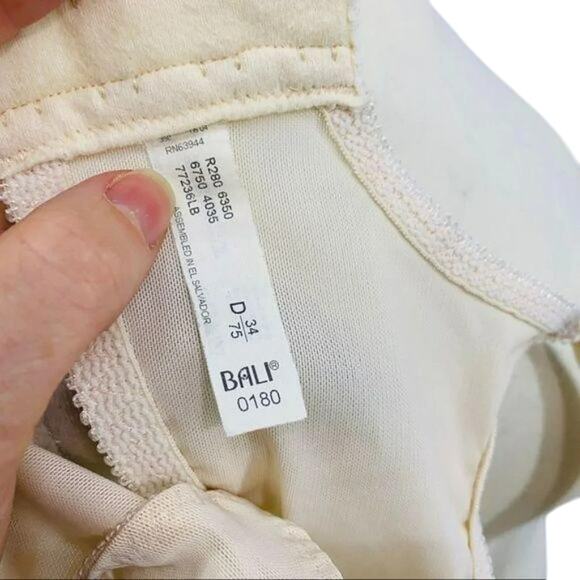 RN63944
R280 6350
6750 4035
77236LB
ASSEMBLED IN EL SALVADOR
D 34/75
BALI®
0180